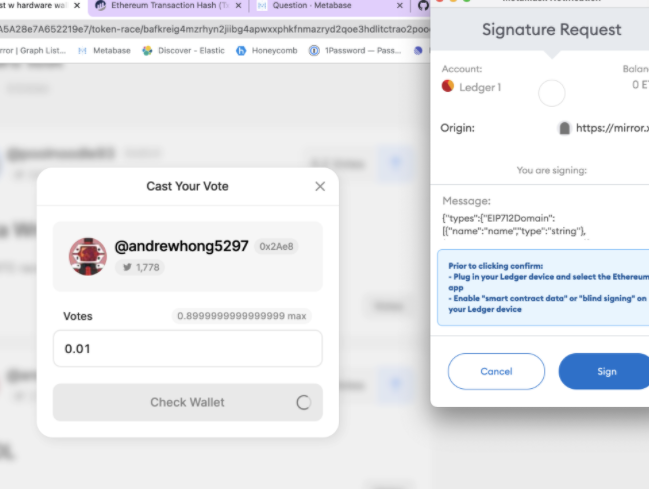 st w hardware wal
Ethereum Transaction Hash (T
Question · Metabase
A5A28e7A652219e7/token-race/bafkreig4mzrhyn2jiibg4apwxxphkfnmazryd2qoe3hdlitctrao2poo
rror | Graph List...
Metabase
Discover - Elastic
Honeycomb
1Password — Pass...
Cast Your Vote
@andrewhong5297 0x2Ae8
1,778
Votes
0.8999999999999999 max
0.01
Check Wallet
MetaMask Notification
Signature Request
Account:
Balan
Ledger 1
0 ET
Origin:
https://mirror.x
You are signing:
Message:
{"types":{"EIP712Domain":
[{"name":"name","type":"string"},
Prior to clicking confirm:
- Plug in your Ledger device and select the Ethereum
app
- Enable "smart contract data" or "blind signing" on
your Ledger device
Cancel
Sign